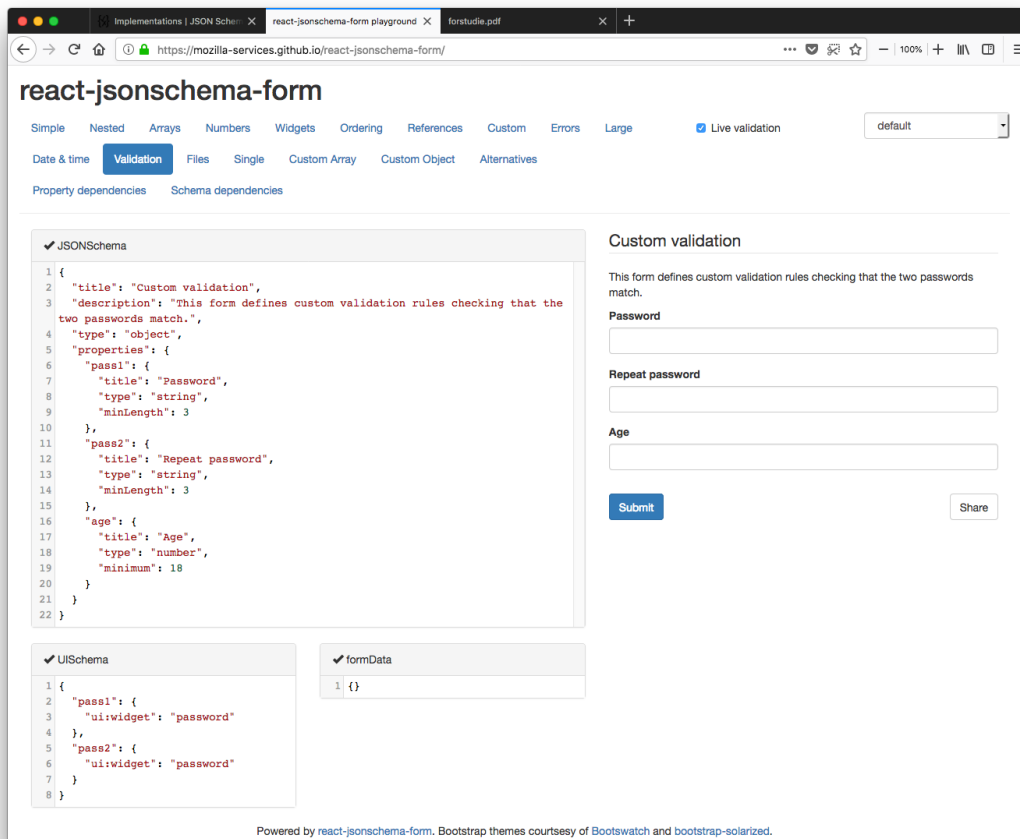 Implementations | JSON Schem
react-jsonschema-form playground
forstudie.pdf
https://mozilla-services.github.io/react-jsonschema-form/
100%
react-jsonschema-form
Simple Nested Arrays Numbers Widgets Ordering References Custom Errors Large
Live validation
default
Date & time Validation Files Single Custom Array Custom Object Alternatives
Property dependencies Schema dependencies
JSONSchema
1 {
2 "title": "Custom validation",
3 "description": "This form defines custom validation rules checking that the
two passwords match.",
4 "type": "object",
5 "properties": {
6 "pass1": {
7 "title": "Password",
8 "type": "string",
9 "minLength": 3
10 },
11 "pass2": {
12 "title": "Repeat password",
13 "type": "string",
14 "minLength": 3
15 },
16 "age": {
17 "title": "Age",
18 "type": "number",
19 "minimum": 18
20 }
21 }
22 }
UISchema
1 {
2 "pass1": {
3 "ui:widget": "password"
4 },
5 "pass2": {
6 "ui:widget": "password"
7 }
8 }
formData
1 {}
Custom validation
This form defines custom validation rules checking that the two passwords
match.
Password
Repeat password
Age
Submit
Share
Powered by react-jsonschema-form. Bootstrap themes courtsesy of Bootswatch and bootstrap-solarized.